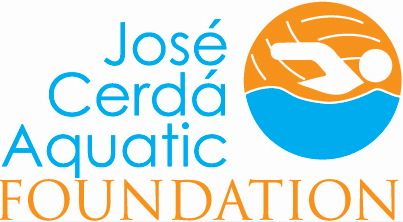 José
Cerdá
Aquatic
FOUNDATION